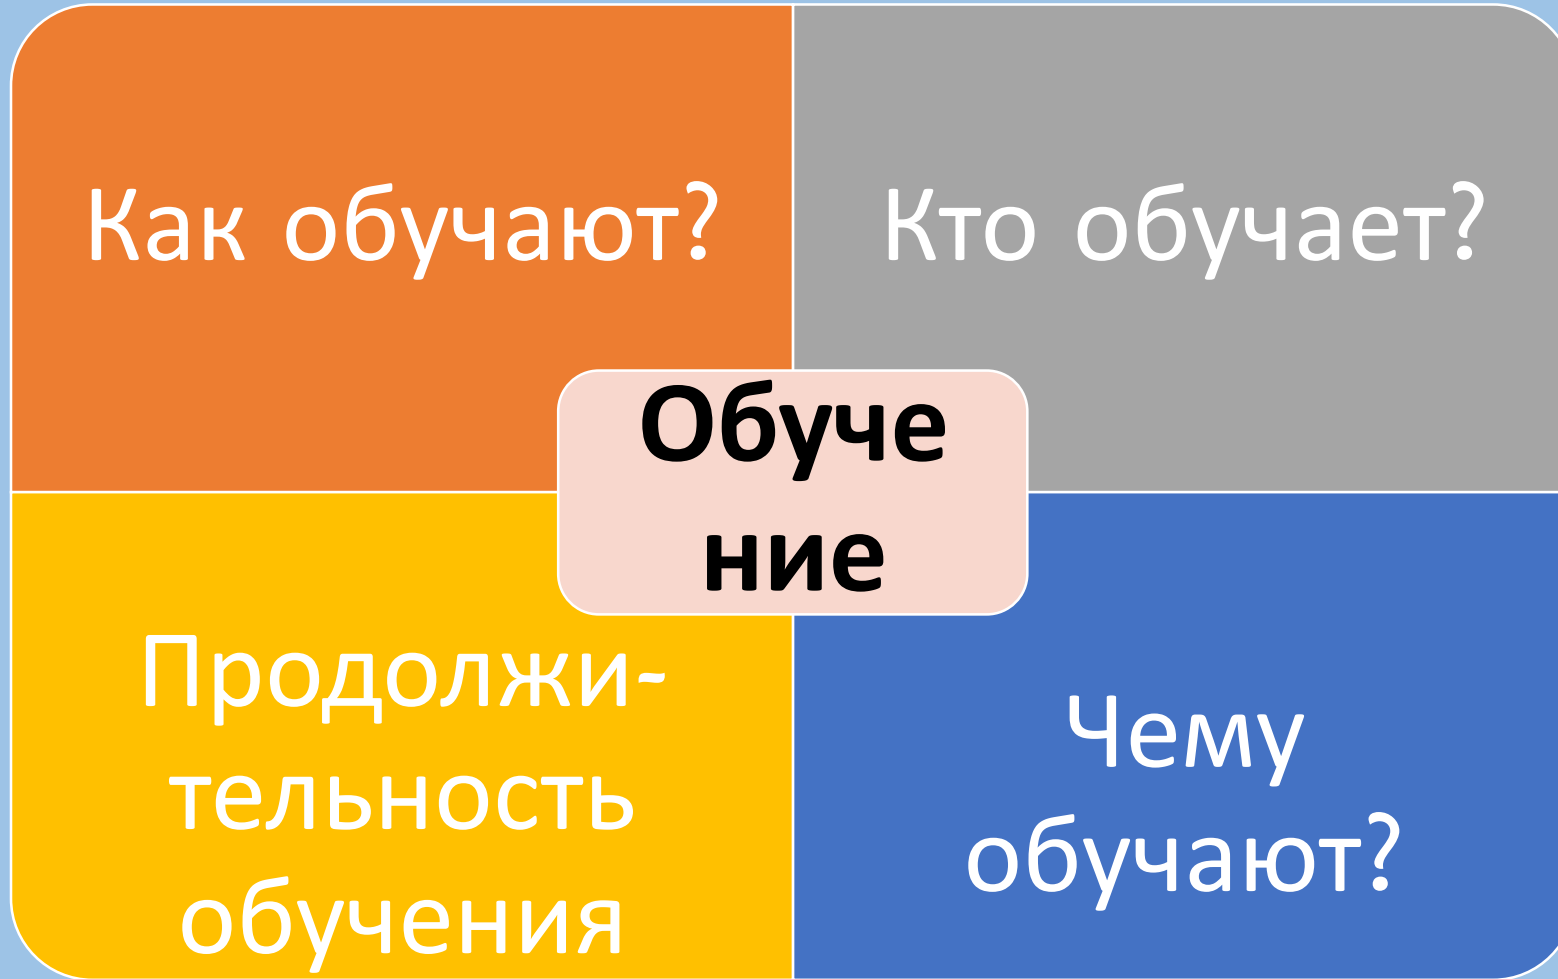 Как обучают?
Кто обучает?
Обуче
ние
Продолжи-
тельность
обучения
Чему
обучают?